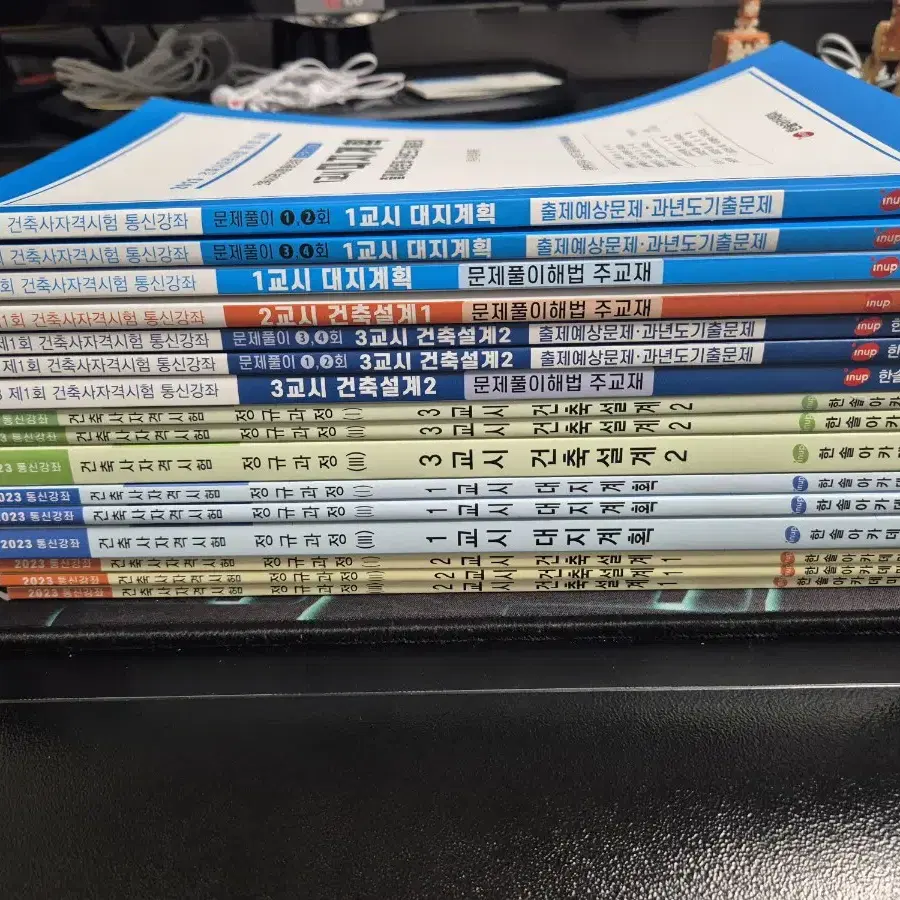 건축사자격시험 통신강좌 문제풀이 1,2회 1교시 대지계획 출제예상문제·과년도기출문제 inup
건축사자격시험 통신강좌 문제풀이 3,4회 1교시 대지계획 출제예상문제·과년도기출문제 inup
회 건축사자격시험 통신강좌 1교시 대지계획 문제풀이해법 주교재 inup
1회 건축사자격시험 통신강좌 2교시 건축설계1 문제풀이해법 주교재 inup
제1회 건축사자격시험 통신강좌 문제풀이 3,4회 3교시 건축설계2 출제예상문제·과년도기출문제 inup 한
제1회 건축사자격시험 통신강좌 문제풀이 1,2회 3교시 건축설계2 출제예상문제·과년도기출문제 inup 한솔
제1회 건축사자격시험 통신강좌 3교시 건축설계2 문제풀이해법 주교재 inup 한솔
통신강좌 건축사자격시험 정규과정(I) 3교시 건축설계2 한솔아카
통신강좌 건축사자격시험 정규과정(II) 3교시 건축설계2 한솔아카
2023 통신강좌 건축사자격시험 정규과정(III) 3교시 건축설계2 inup 한솔아카
2023 통신강좌 건축사자격시험 정규과정(I) 1교시 대지계획 inup 한솔아카데
2023 통신강좌 건축사자격시험 정규과정(II) 1교시 대지계획 inup 한솔아카데
2023 통신강좌 건축사자격시험 정규과정(III) 1교시 대지계획 inup 한솔아카데
2023 통신강좌 건축사자격시험 정규과정 2교시 건축설계1 한솔아카데
2023 통신강좌 건축사자격시험 정규과정 2교시 건축설계1 한솔아카데미
2023 통신강좌 건축사자격시험 정규과정 2교시 건축설계1 한솔아카데미